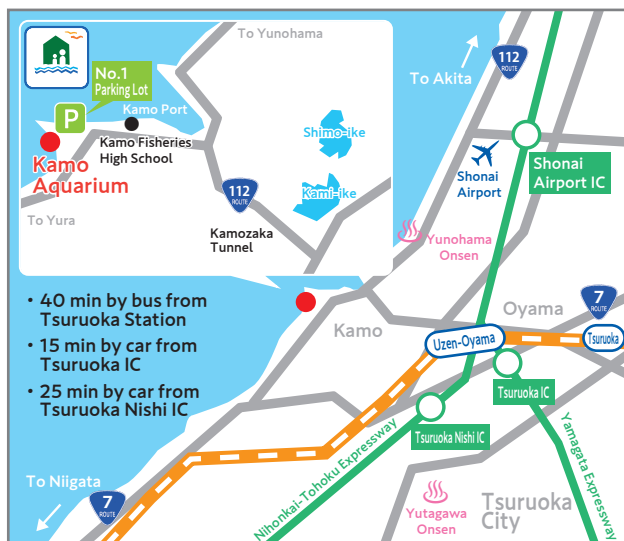 To Yunohama
No.1
Parking Lot
P
Kamo Port
Kamo Fisheries
High School
Kamo
Aquarium
To Yura
112
ROUTE
Kamozaka
Tunnel
Shimo-ike
Kami-ike
To Akita
112
ROUTE
Shonai
Airport
Shonai
Airport IC
Yunohama
Onsen
・40 min by bus from
Tsuruoka Station
・15 min by car from
Tsuruoka IC
・25 min by car from
Tsuruoka Nishi IC
Kamo
Oyama
7
ROUTE
Uzen-Oyama
Tsuruoka
Tsuruoka IC
Tsuruoka Nishi IC
Nihonkai-Tohoku Expressway
Yamagata Expressway
To Niigata
7
ROUTE
Yutagawa
Onsen
Tsuruoka
City